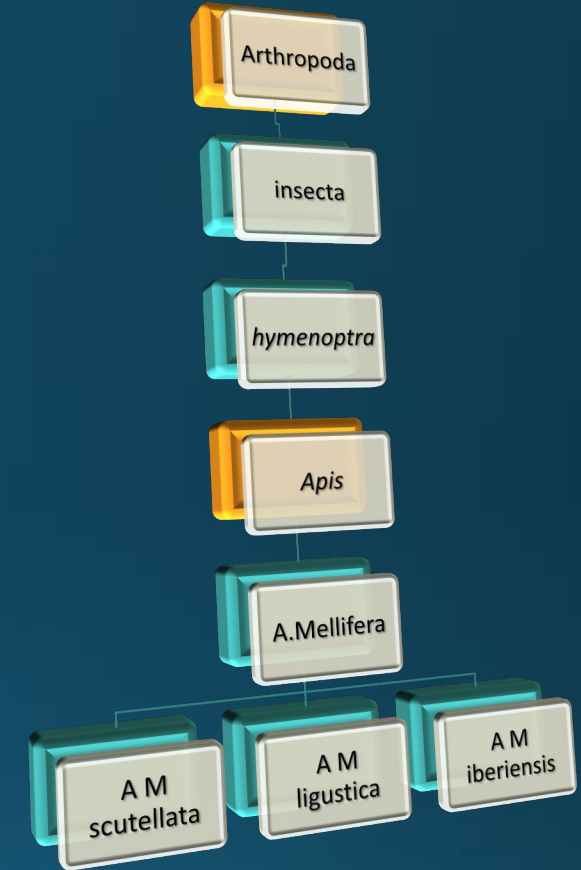 Arthropoda
insecta
hymenoptra
Apis
A.Mellifera
A M
scutellata
A M
ligustica
A M
iberiensis